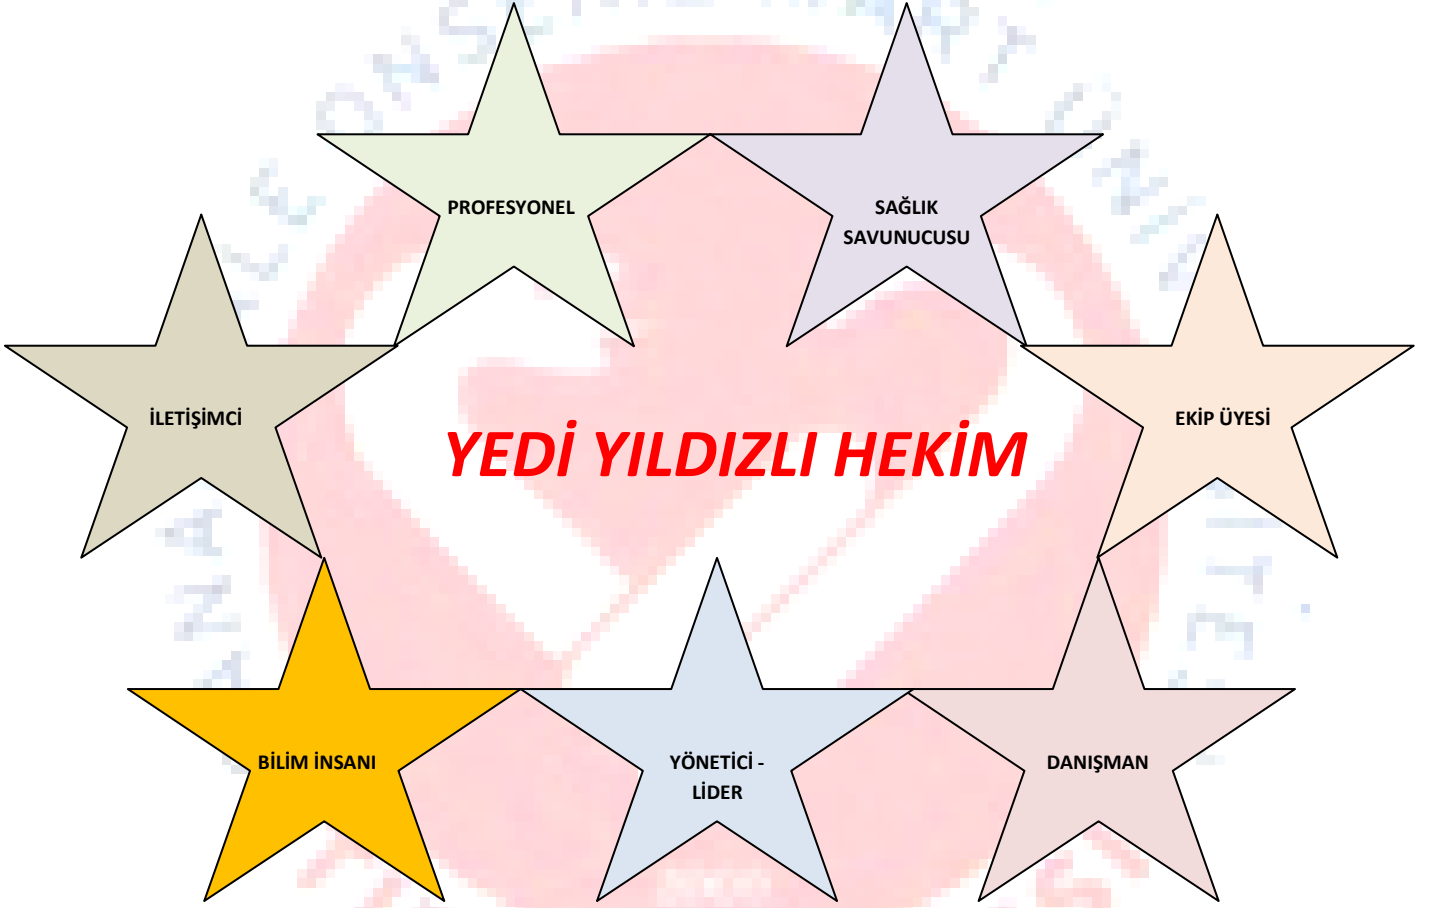 PROFESYONEL
SAĞLIK
SAVUNUCUSU
İLETİŞİMCİ
EKİP ÜYESİ
YEDİ YILDIZLI HEKİM
BİLİM İNSANI
YÖNETİCİ -
LİDER
DANIŞMAN